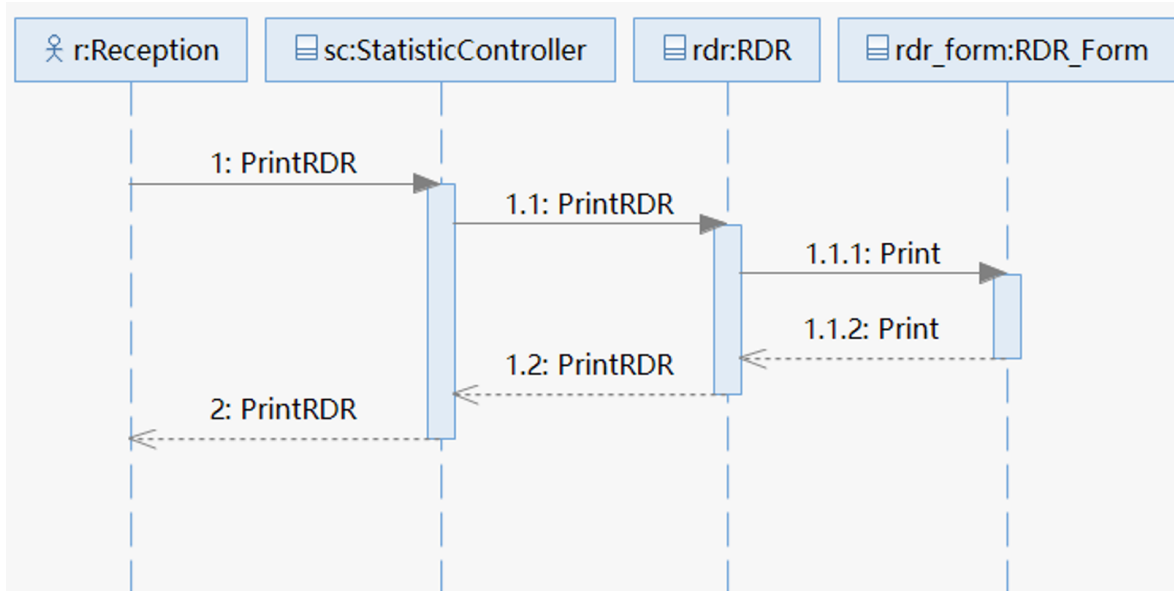 r:Reception
sc:StatisticController
rdr:RDR
rdr_form:RDR_Form
1: PrintRDR
1.1: PrintRDR
1.1.1: Print
1.1.2: Print
1.2: PrintRDR
2: PrintRDR